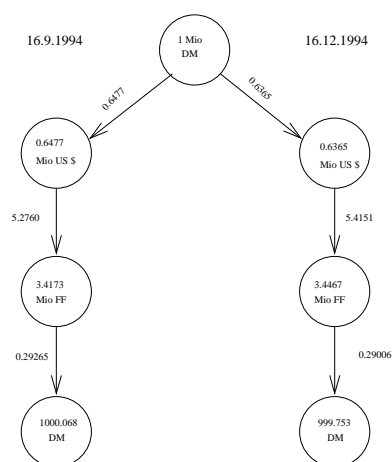 16.9.1994
1 Mio
DM
16.12.1994
0.6477
0.6365
0.6477
Mio US $
0.6365
Mio US $
5.2760
5.4151
3.4173
Mio FF
3.4467
Mio FF
0.29265
0.29006
1000.068
DM
999.753
DM